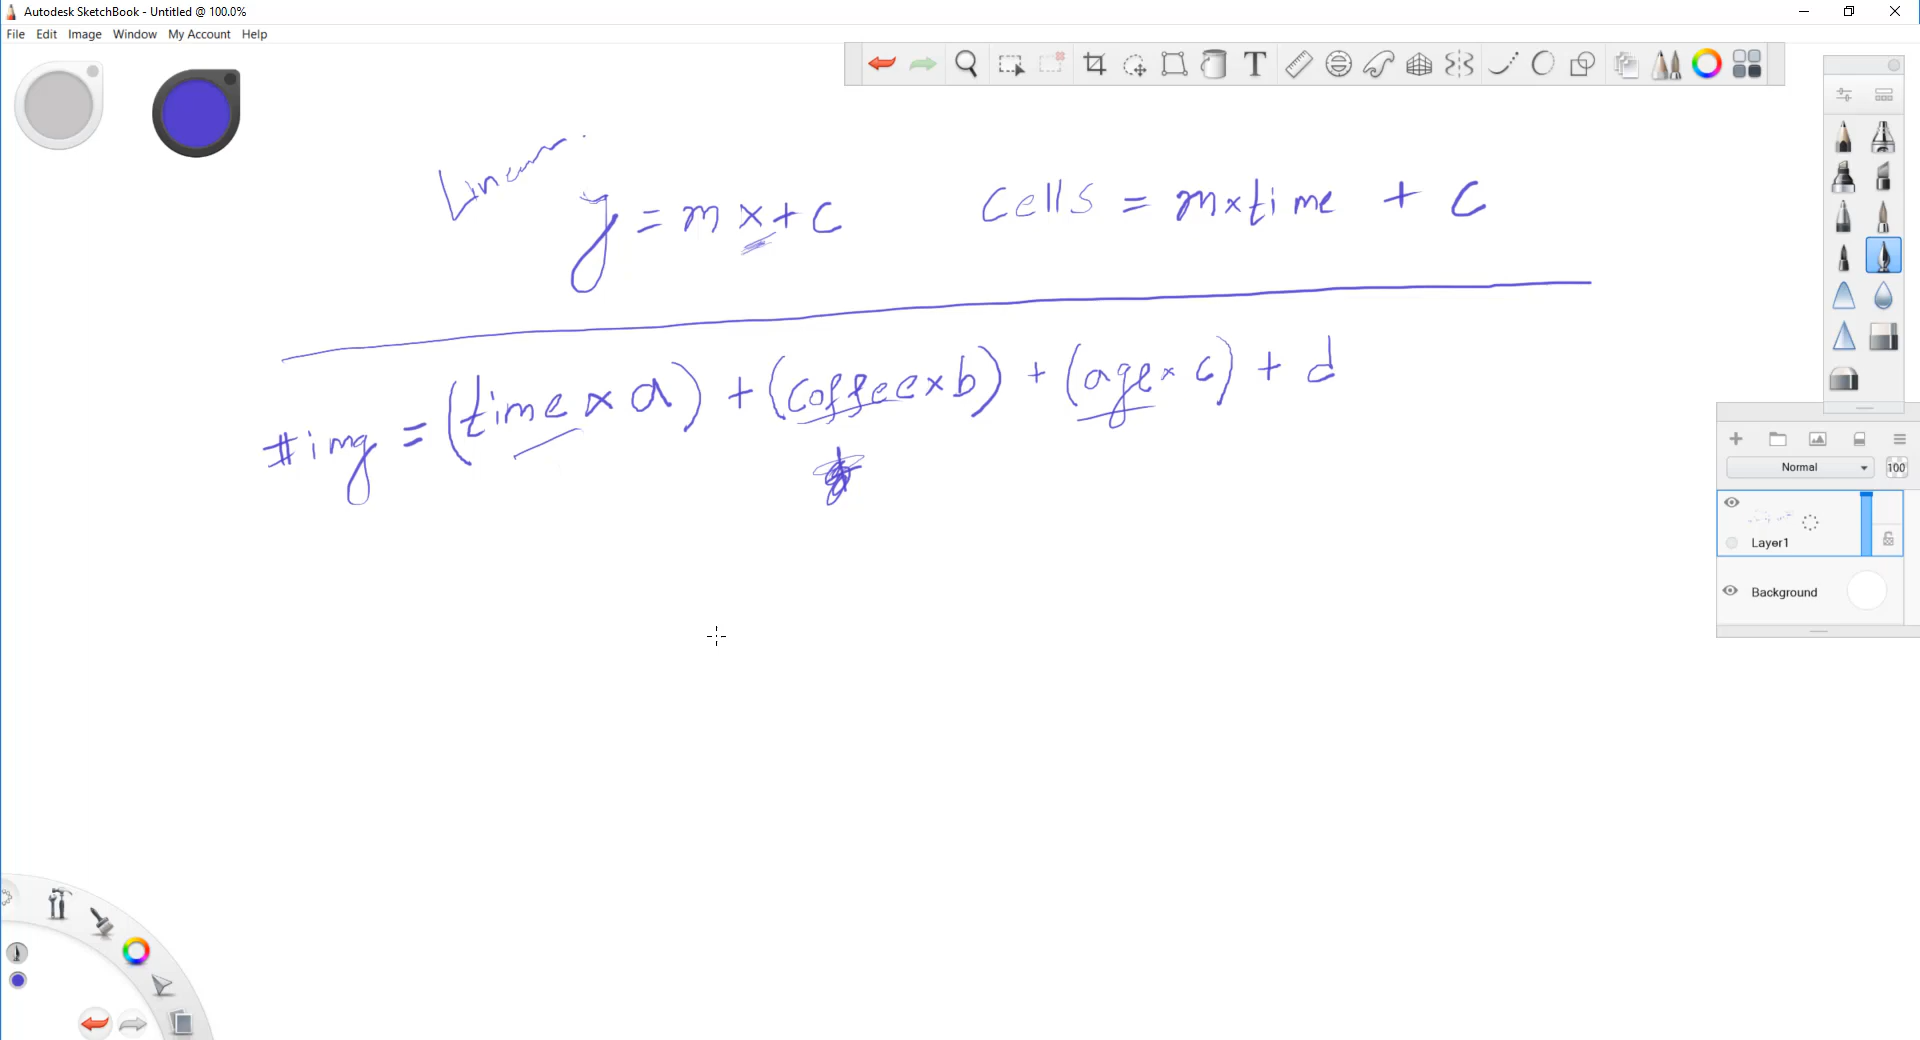 Autodesk SketchBook - Untitled @ 100.0%
File Edit Image Window My Account Help
Linear
y = m x + c
cells = m x time + c
#img = (time x a) + (coffee x b) + (age x c) + d
Normal
100
Layer1
Background